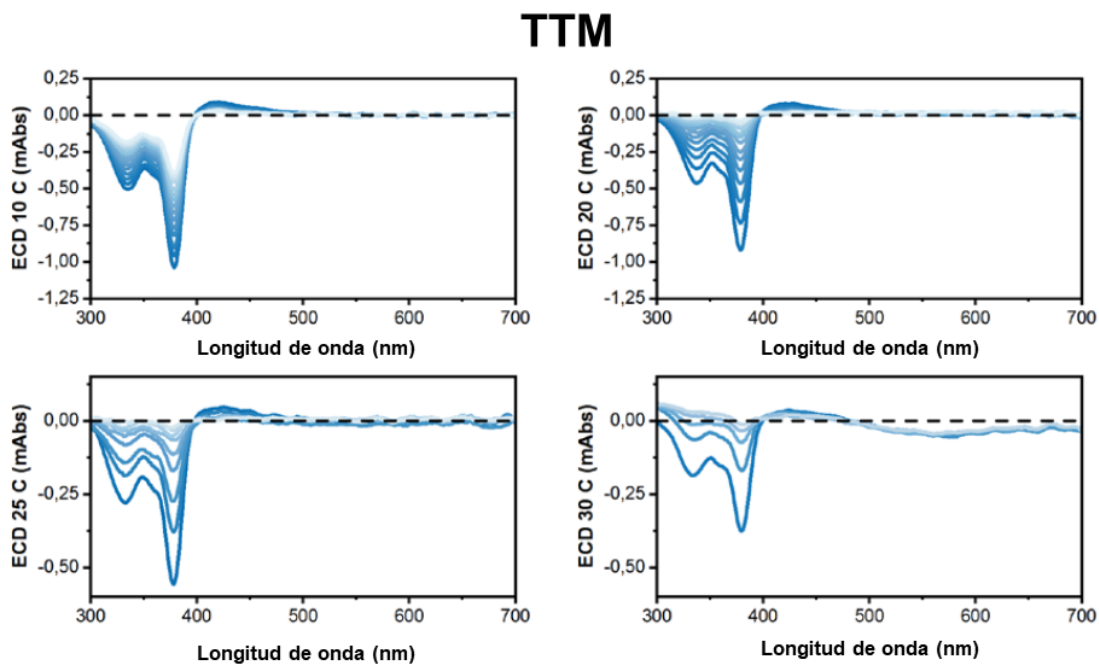 TTM
ECD 10 C (mAbs)
0,25
0,00
-0,25
-0,50
-0,75
-1,00
-1,25
300 400 500 600 700
Longitud de onda (nm)
ECD 20 C (mAbs)
0,25
0,00
-0,25
-0,50
-0,75
-1,00
-1,25
300 400 500 600 700
Longitud de onda (nm)
ECD 25 C (mAbs)
0,00
-0,25
-0,50
300 400 500 600 700
Longitud de onda (nm)
ECD 30 C (mAbs)
0,00
-0,25
-0,50
300 400 500 600 700
Longitud de onda (nm)